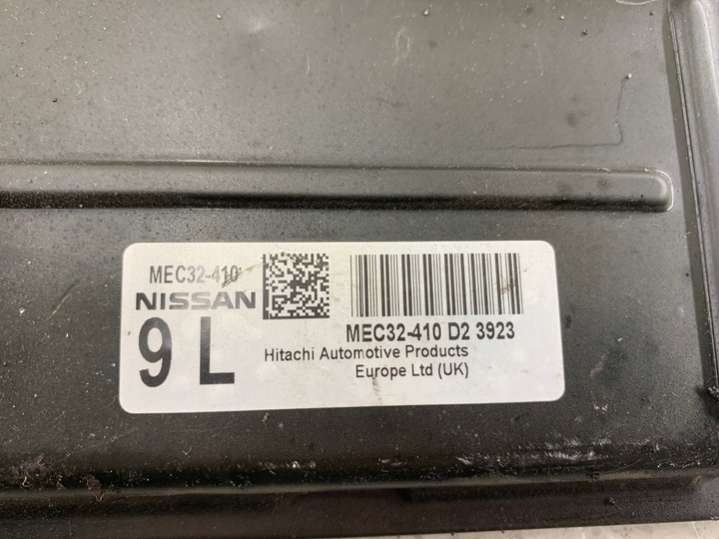 MEC32-410
NISSAN
9 L
MEC32-410 D2 3923
Hitachi Automotive Products
Europe Ltd (UK)